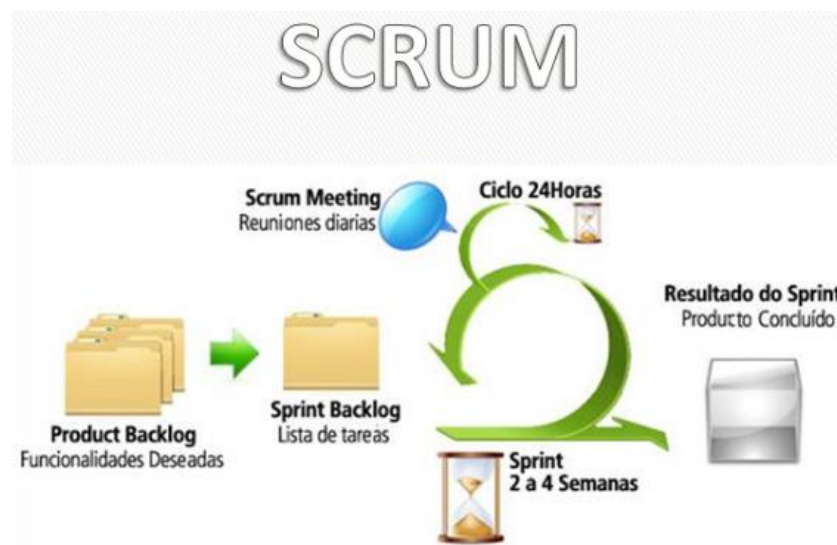 SCRUM
Scrum Meeting
Reuniones diarias
Ciclo 24Horas
Resultado do Sprint
Producto Concluído
Product Backlog
Funcionalidades Deseadas
Sprint Backlog
Lista de tareas
Sprint
2 a 4 Semanas